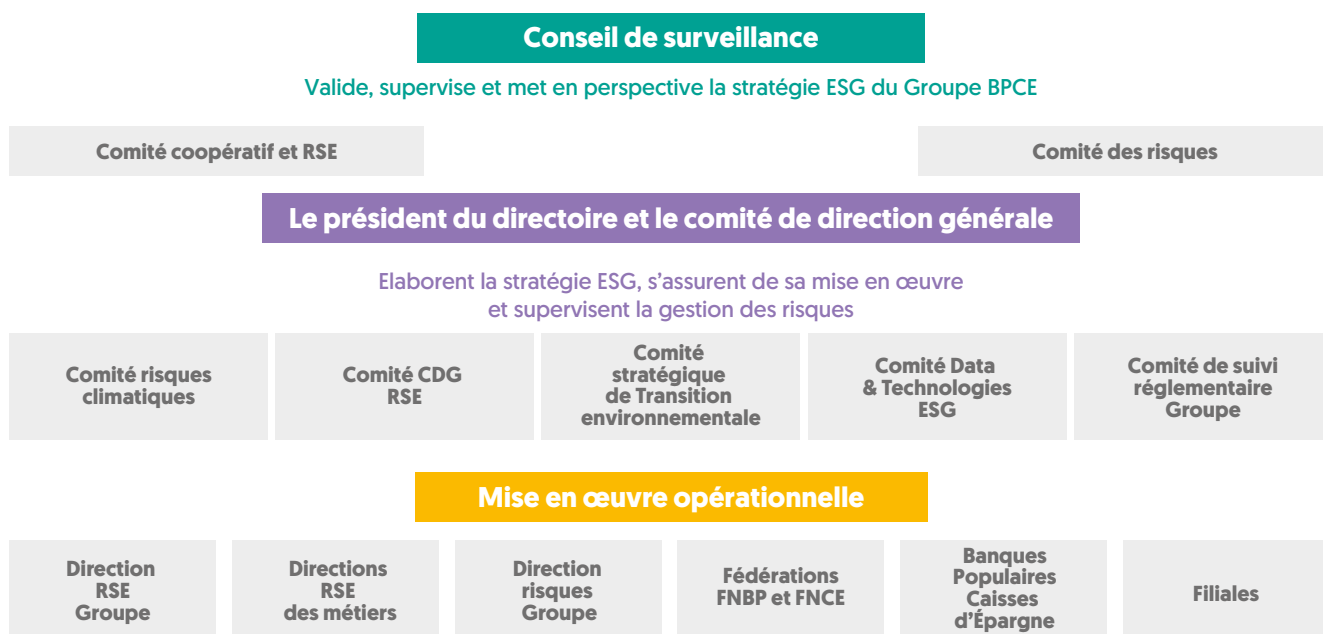 Conseil de surveillance
Valide, supervise et met en perspective la stratégie ESG du Groupe BPCE
Comité coopératif et RSE
Comité des risques
Le président du directoire et le comité de direction générale
Elaborent la stratégie ESG, s'assurent de sa mise en œuvre
et supervisent la gestion des risques
Comité risques
climatiques
Comité CDG
RSE
Comité
stratégique
de Transition
environnementale
Comité Data
& Technologies
ESG
Comité de suivi
réglementaire
Groupe
Mise en œuvre opérationnelle
Direction
RSE
Groupe
Directions
RSE
des métiers
Direction
risques
Groupe
Fédérations
FNBP et FNCE
Banques
Populaires
Caisses
d'Épargne
Filiales